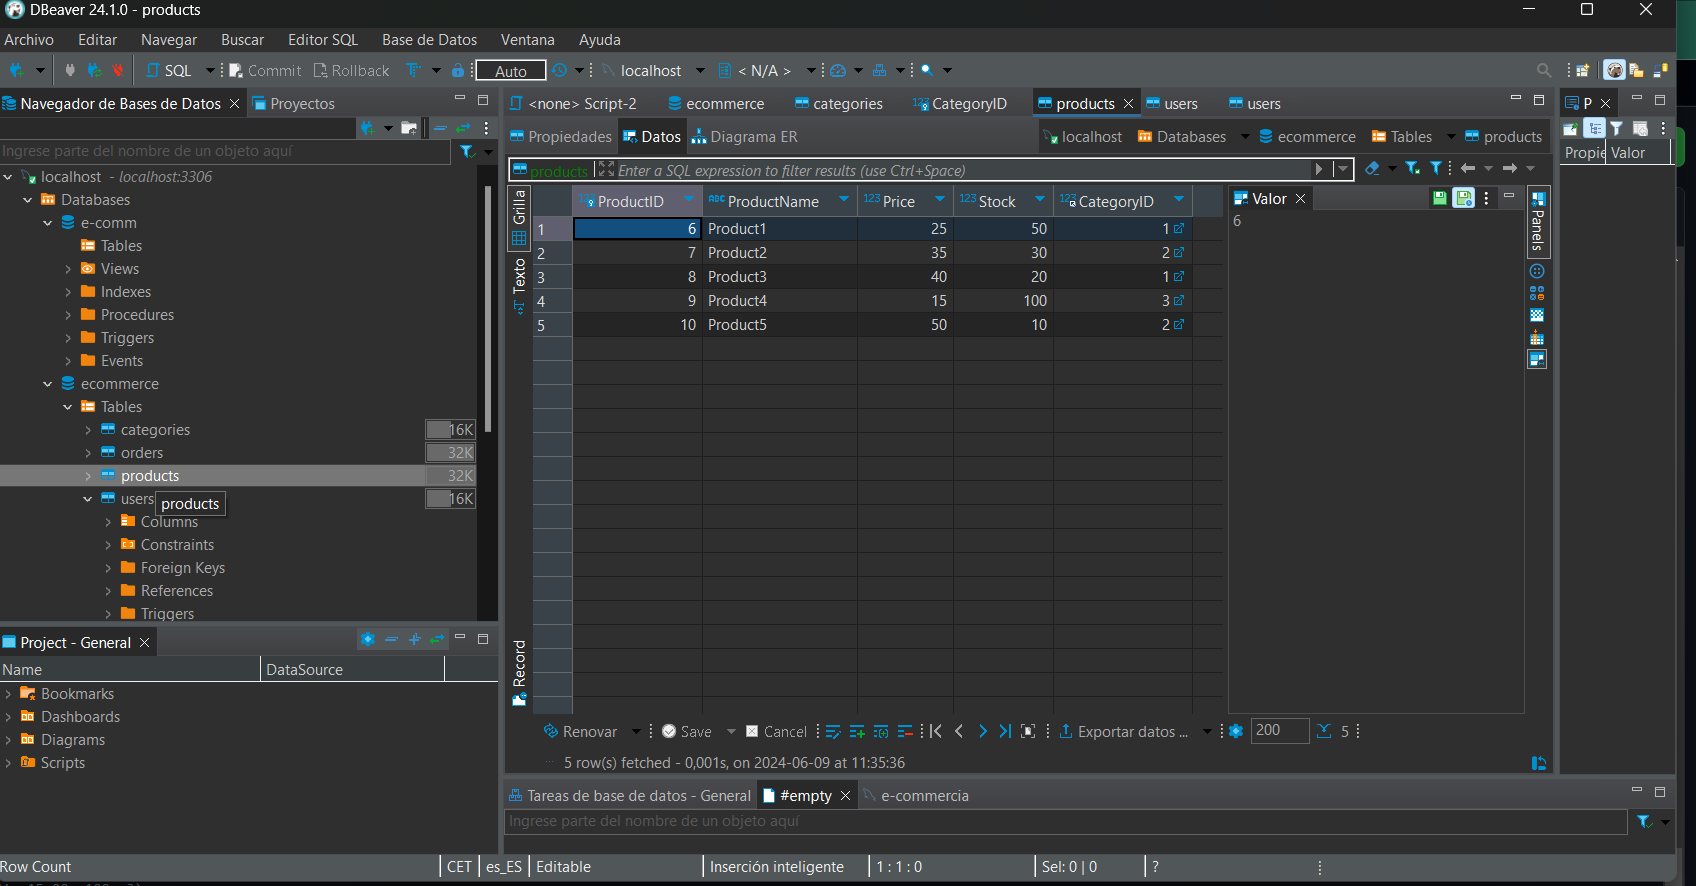 DBeaver 24.1.0 - products
Archivo Editar Navegar Buscar Editor SQL Base de Datos Ventana Ayuda
SQL Commit Rollback Auto localhost < N/A >
Navegador de Bases de Datos Proyectos
Ingrese parte del nombre de un objeto aquí
localhost - localhost:3306
Databases
e-comm
Tables
Views
Indexes
Procedures
Triggers
Events
ecommerce
Tables
categories 16K
orders 32K
products 32K
users 16K
products
Columns
Constraints
Foreign Keys
References
Triggers
Project - General
Name DataSource
Bookmarks
Dashboards
Diagrams
Scripts
<none> Script-2 ecommerce categories CategoryID products users users
Propiedades Datos Diagrama ER localhost Databases ecommerce Tables products
products Enter a SQL expression to filter results (use Ctrl+Space)
Grilla
Texto
Record
ProductID ProductName Price Stock CategoryID
1 6 Product1 25 50 1
2 7 Product2 35 30 2
3 8 Product3 40 20 1
4 9 Product4 15 100 3
5 10 Product5 50 10 2
Valor
6
Panels
P
Propie Valor
Renovar Save Cancel Exportar datos ... 200 5
5 row(s) fetched - 0,001s, on 2024-06-09 at 11:35:36
Tareas de base de datos - General #empty e-commercia
Ingrese parte del nombre de un objeto aquí
Row Count CET es_ES Editable Inserción inteligente 1 : 1 : 0 Sel: 0 | 0 ?